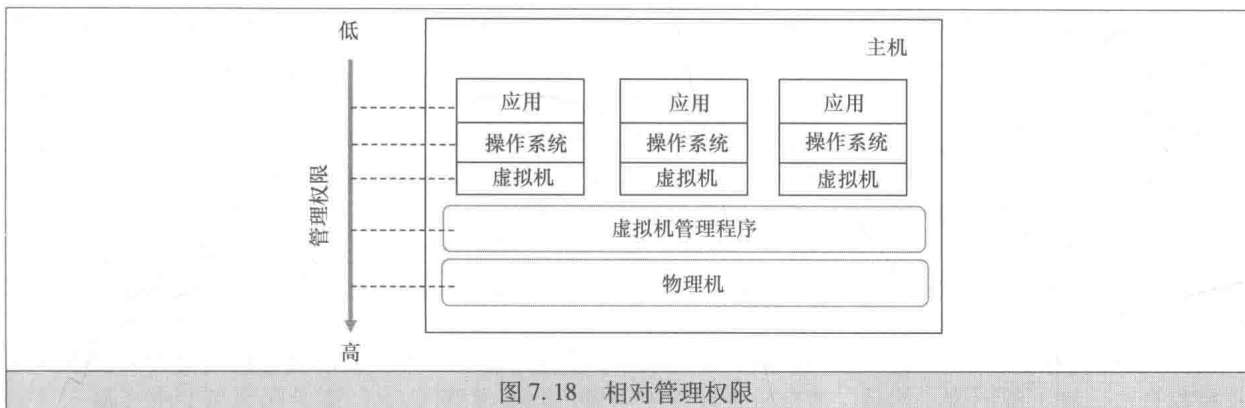 低
主机
应用
应用
应用
操作系统
操作系统
操作系统
虚拟机
虚拟机
虚拟机
管理权限
虚拟机管理程序
物理机
高
图 7.18 相对管理权限